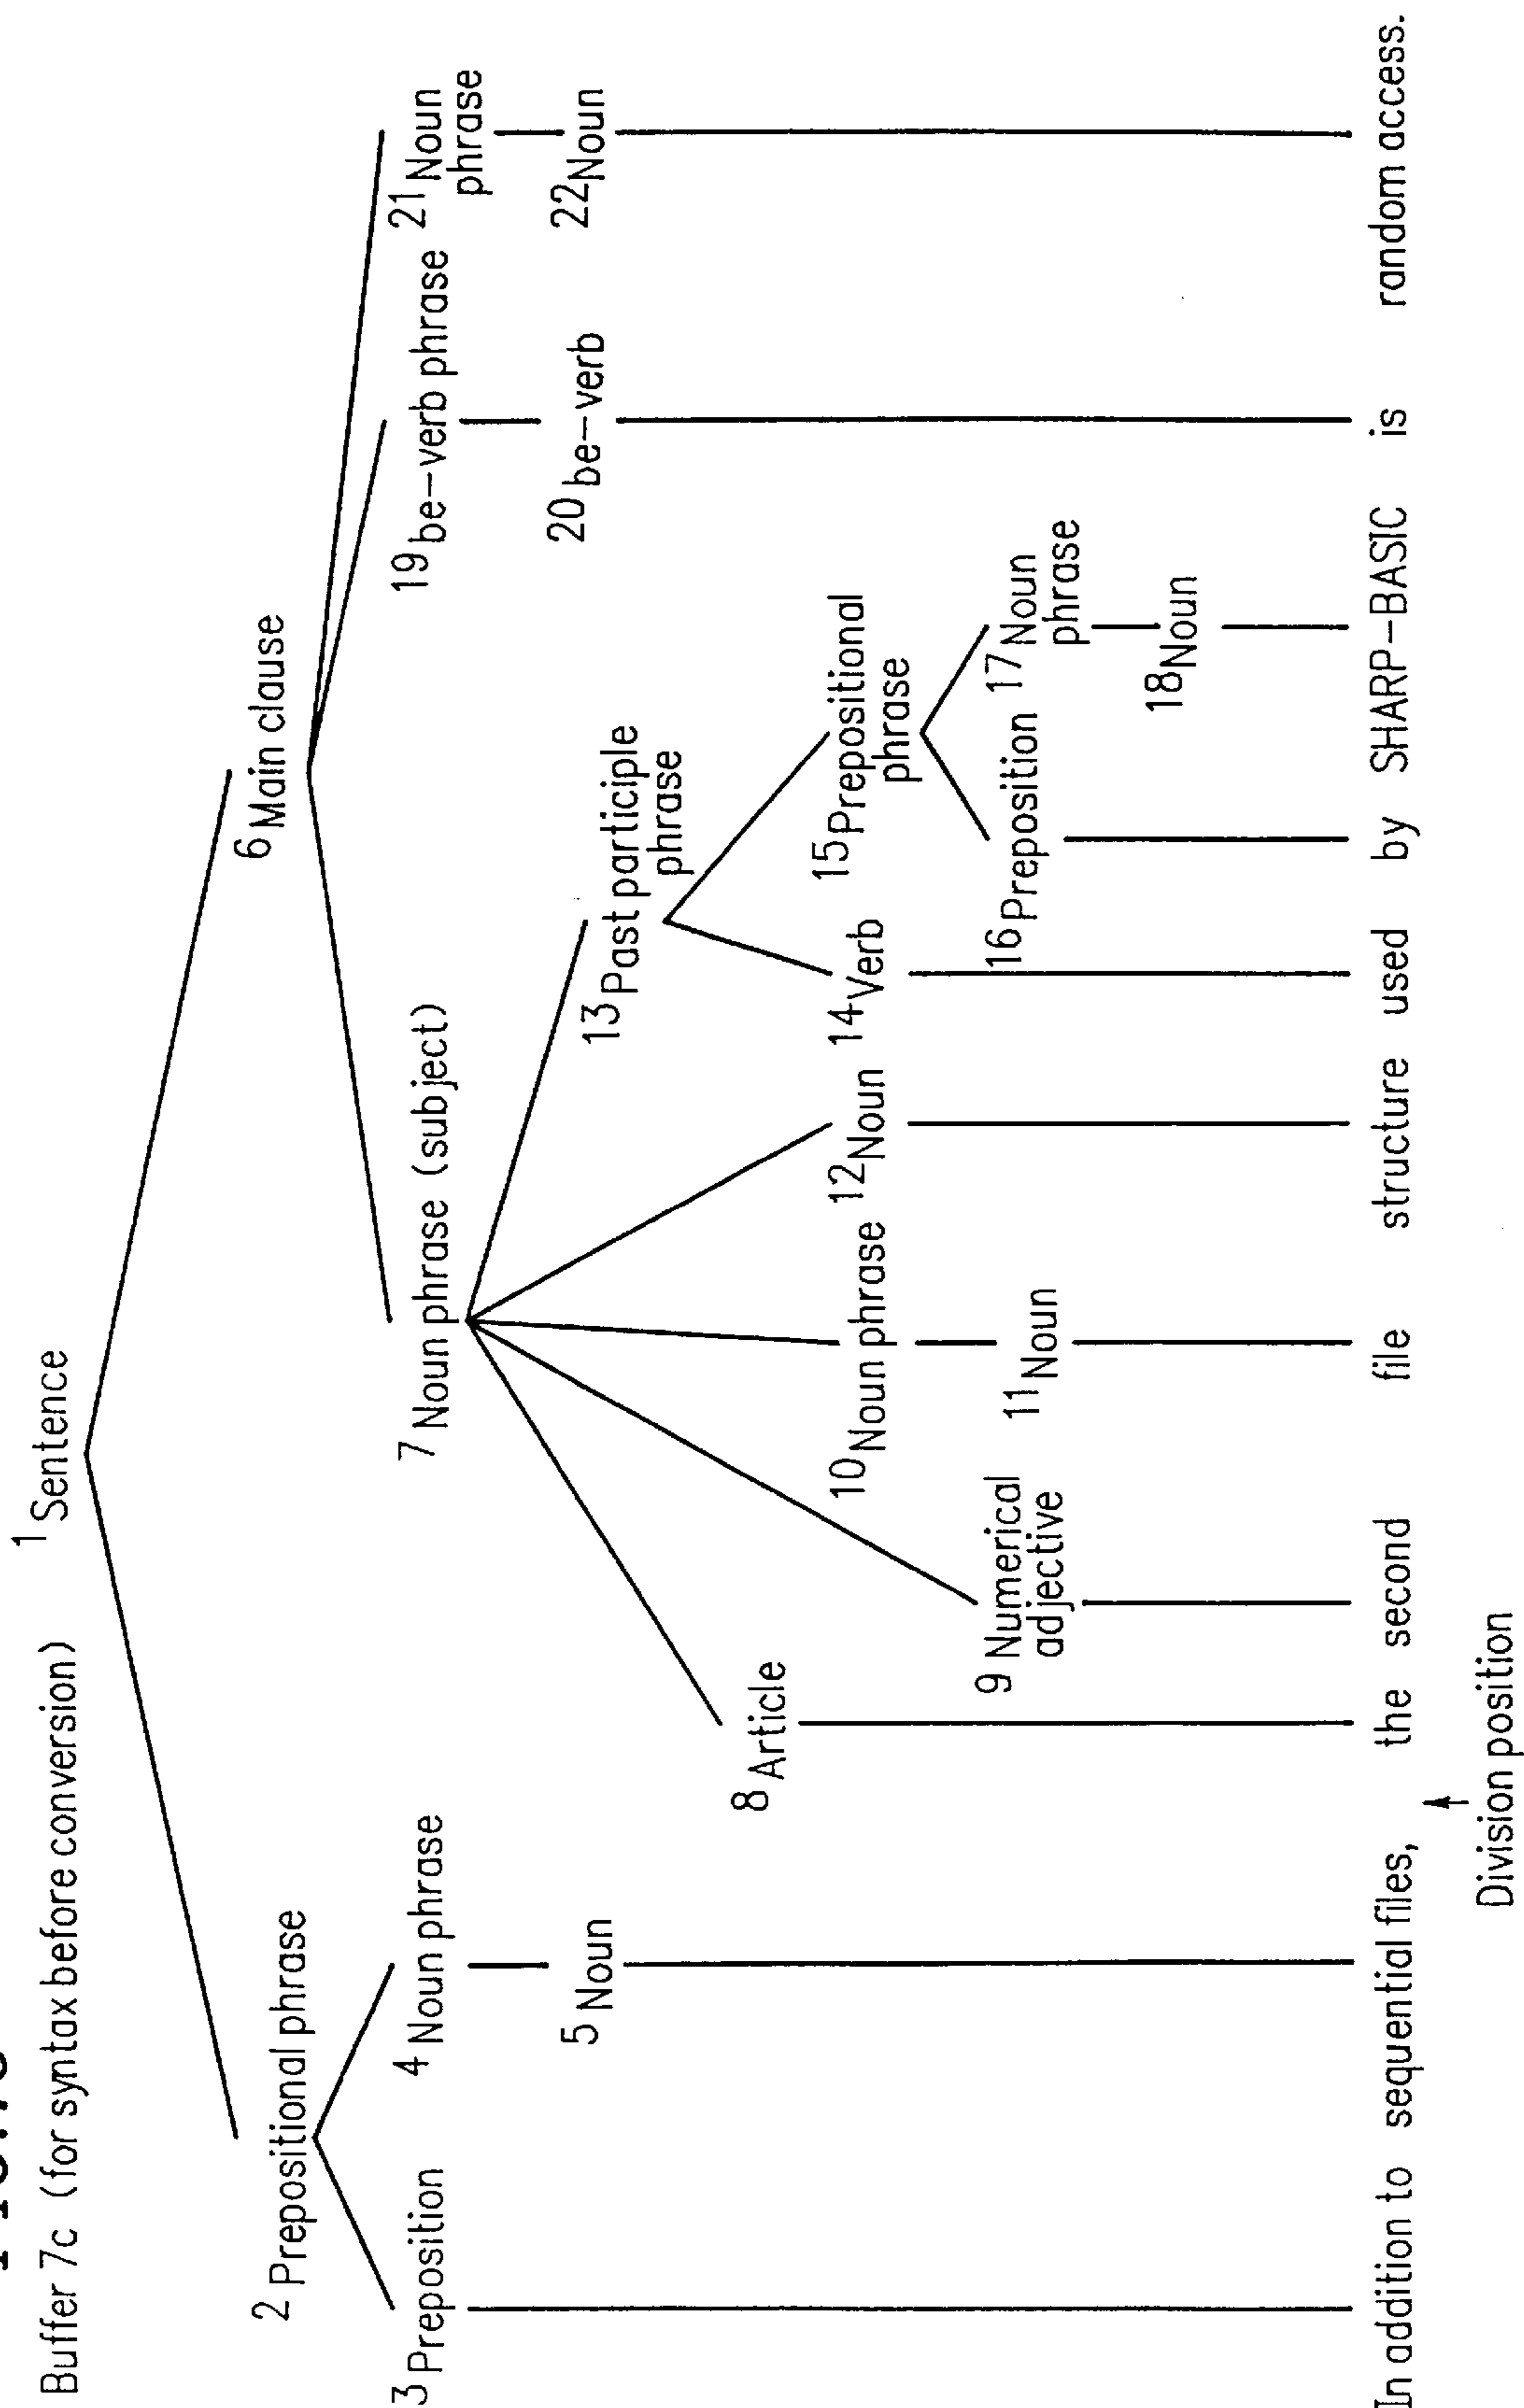 Buffer 7c (for syntax before conversion)
1 Sentence
2 Prepositional phrase
6 Main clause
3 Preposition
4 Noun phrase
7 Noun phrase (subject)
19 be-verb phrase
21 Noun
phrase
5 Noun
20 be-verb
22 Noun
13 Past participle
phrase
8 Article
10 Noun phrase
12 Noun
14 Verb
15 Prepositional
phrase
9 Numerical
adjective
11 Noun
16 Preposition
17 Noun
phrase
18 Noun
In addition to sequential files, the second file structure used by SHARP-BASIC is random access.
Division position